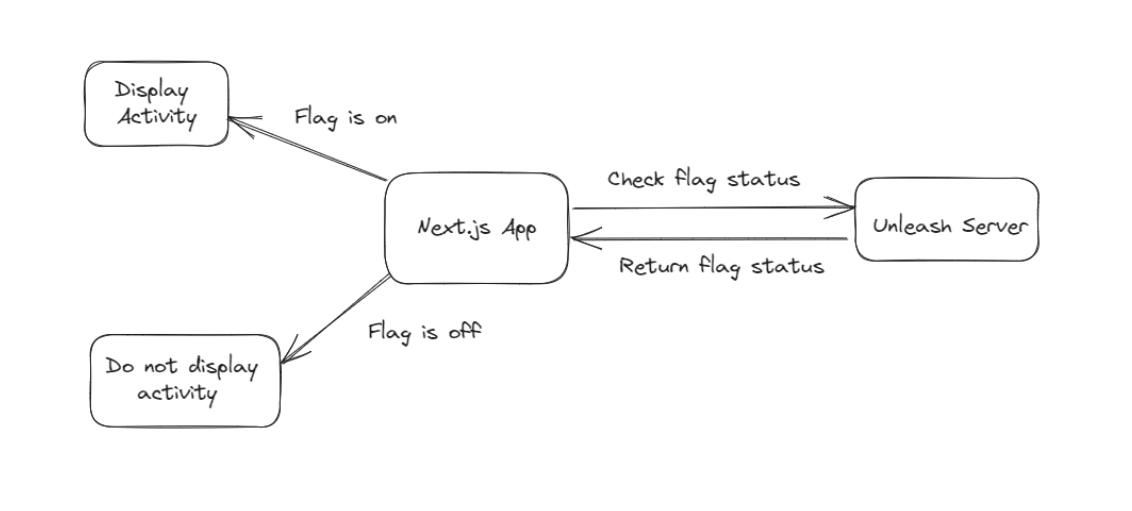 Display
Activity
Flag is on
Check flag status
Next.js App
Unleash Server
Return flag status
Flag is off
Do not display
activity